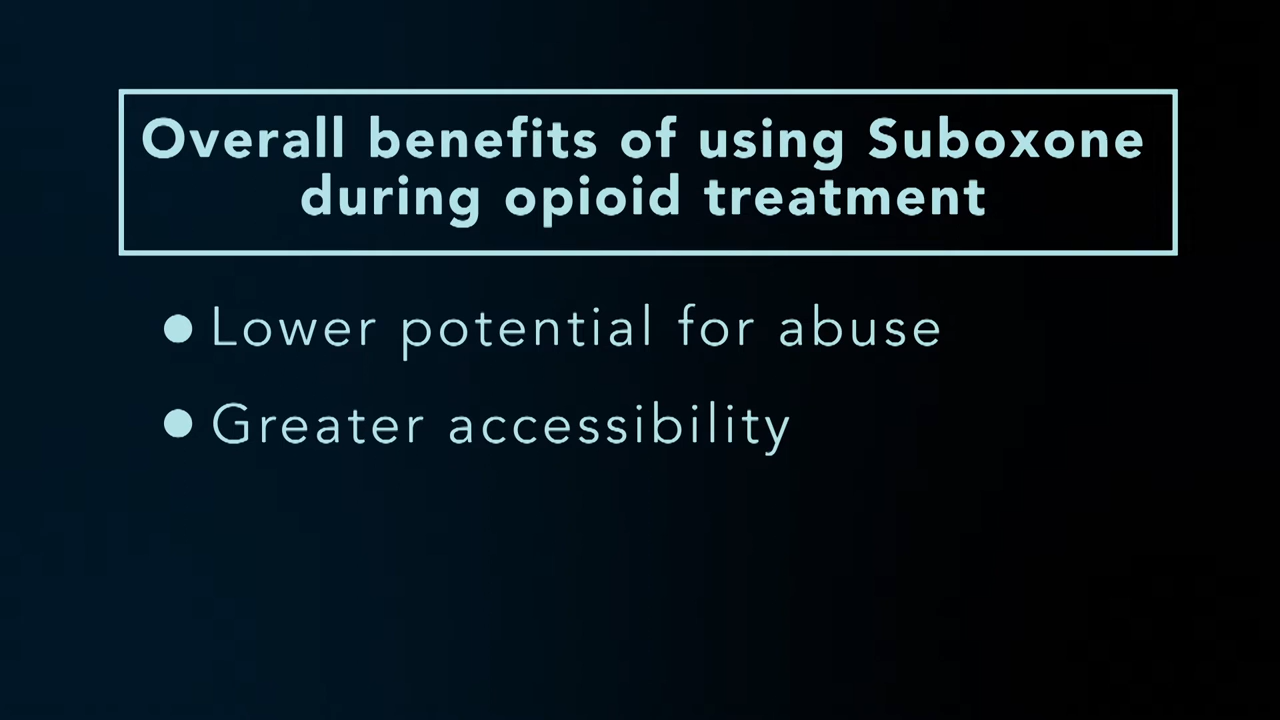 Overall benefits of using Suboxone
during opioid treatment
● Lower potential for abuse
● Greater accessibility